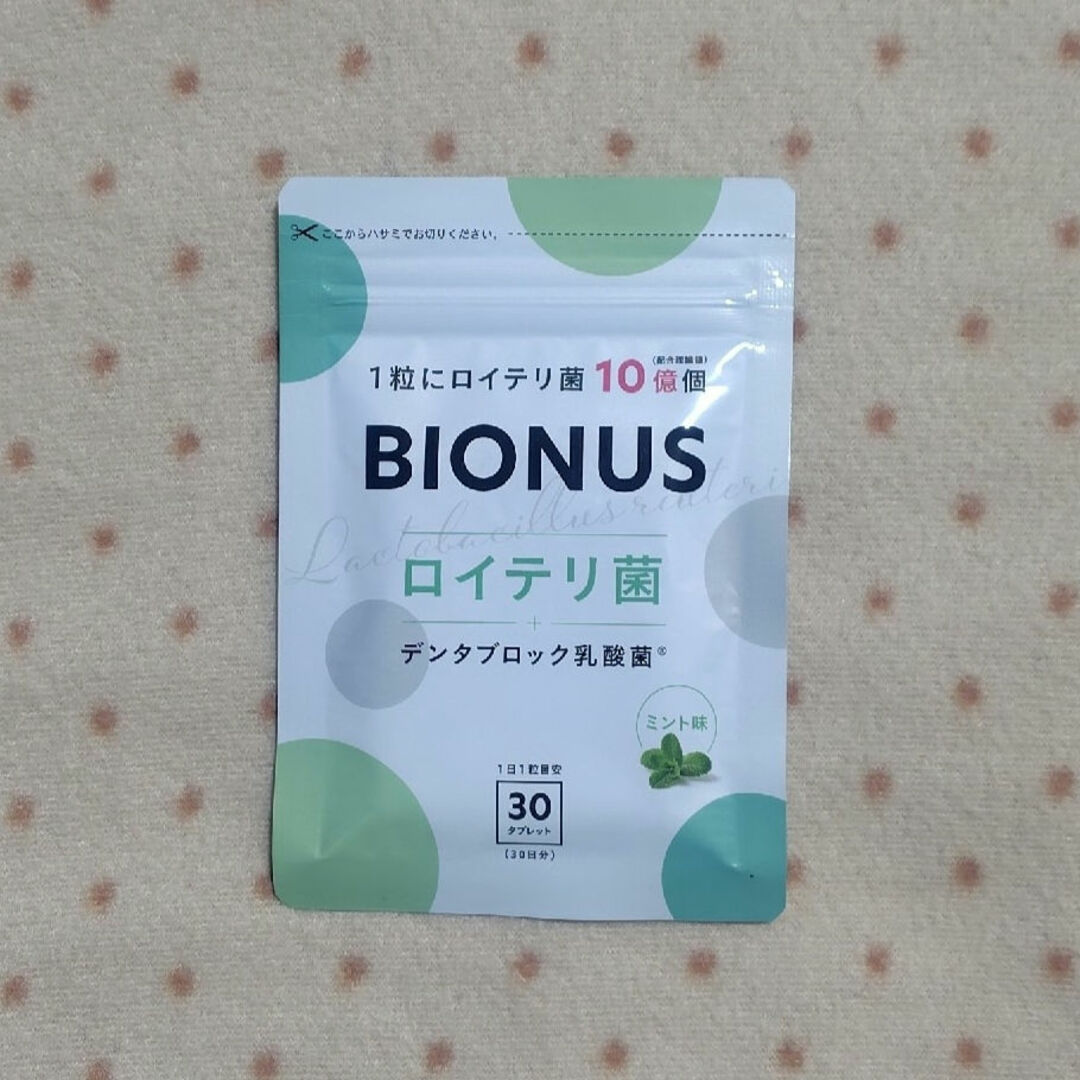 ここからハサミでお切りください。
(配合理論値)
1粒にロイテリ菌 10億個
BIONUS
Lactobacillus reuteri
ロイテリ菌
+
デンタブロック乳酸菌®
ミント味
1日1粒目安
30
タブレット
(30日分)